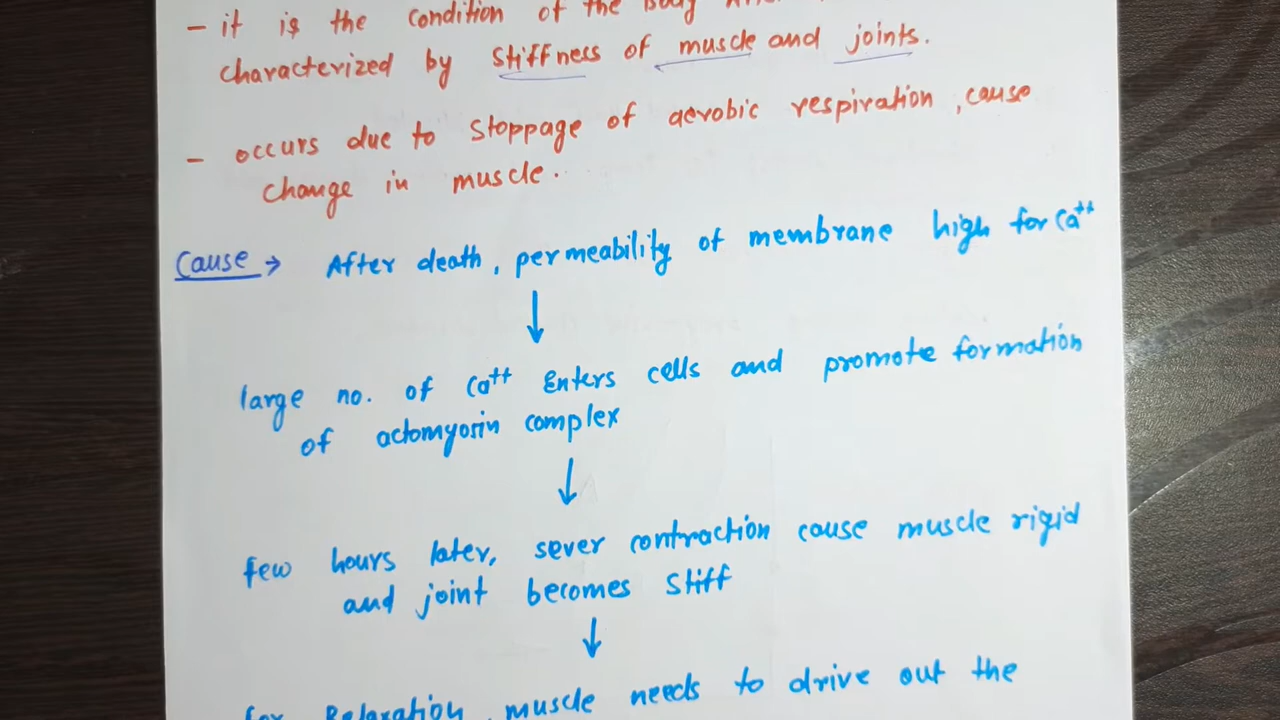 - it is the condition of the Body
characterized by stiffness of muscle and joints.
- occurs due to stoppage of aerobic respiration, cause
change in muscle.
Cause → After death, permeability of membrane high for Ca++
↓
large no. of Ca++ Enters cells and promote formation
of actomyosin complex
↓
few hours later, sever contraction cause muscle rigid
and joint becomes stiff
↓
for Relaxation, muscle needs to drive out the